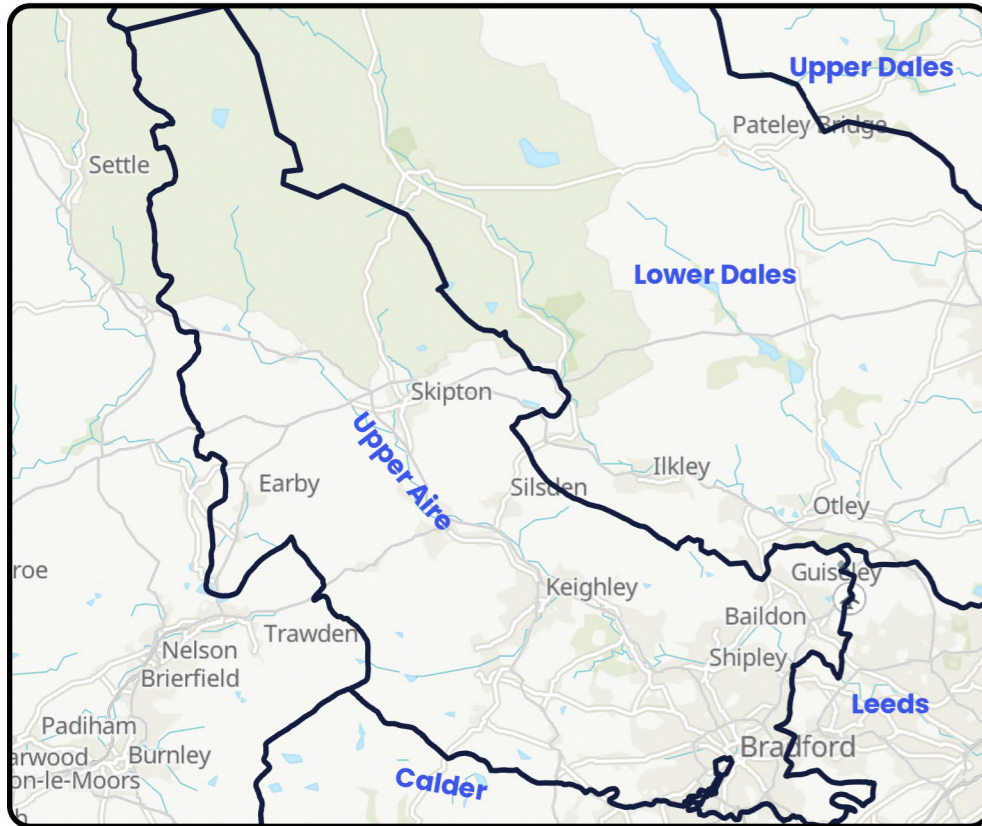 Upper Dales
Pateley Bridge
Settle
Lower Dales
Skipton
Upper Aire
Ilkley
Earby
Silsden
Otley
roe
Guiseley
Keighley
Baildon
Trawden
Nelson
Shipley
Brierfield
Leeds
Padiham
Bradford
arwood
Burnley
on-le-Moors
Calder
h